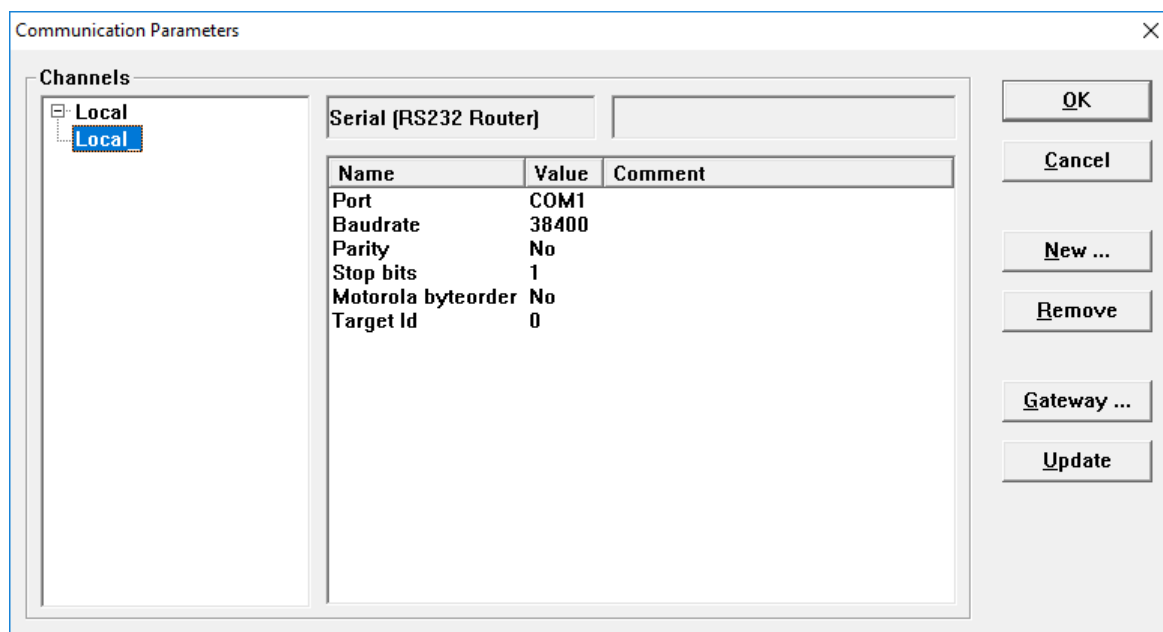 Communication Parameters
Channels
Local
Local_
Serial (RS232 Router)
Name Value Comment
Port COM1
Baudrate 38400
Parity No
Stop bits 1
Motorola byteorder No
Target Id 0
OK
Cancel
New ...
Remove
Gateway ...
Update